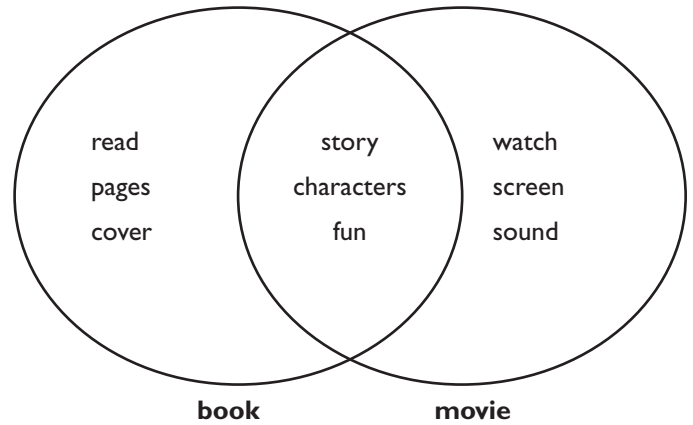 read
pages
cover
story
characters
fun
watch
screen
sound
book
movie